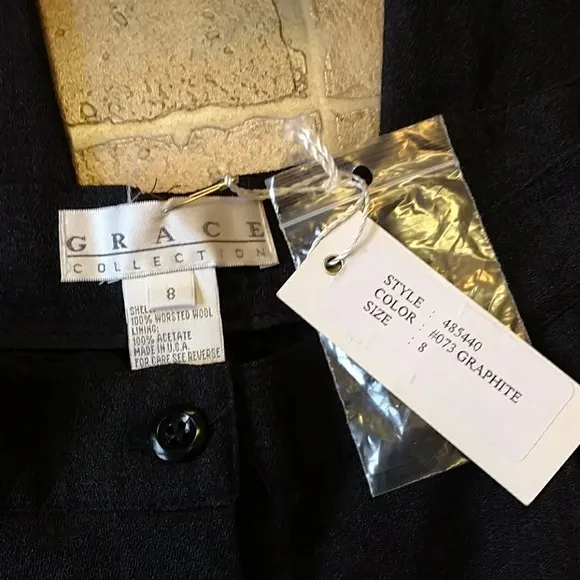 GRACE
COLLECTION
8
SHELL:
100% WORSTED WOOL
LINING:
100% ACETATE
MADE IN U.S.A.
FOR CARE SEE REVERSE
STYLE : 485440
COLOR : #073 GRAPHITE
SIZE : 8